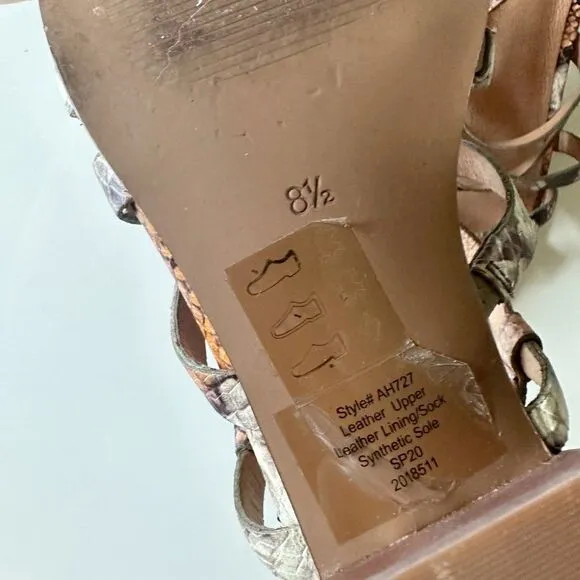 8½
Style# AH727
Leather Upper
Leather Lining/Sock
Synthetic Sole
SP20
2018511